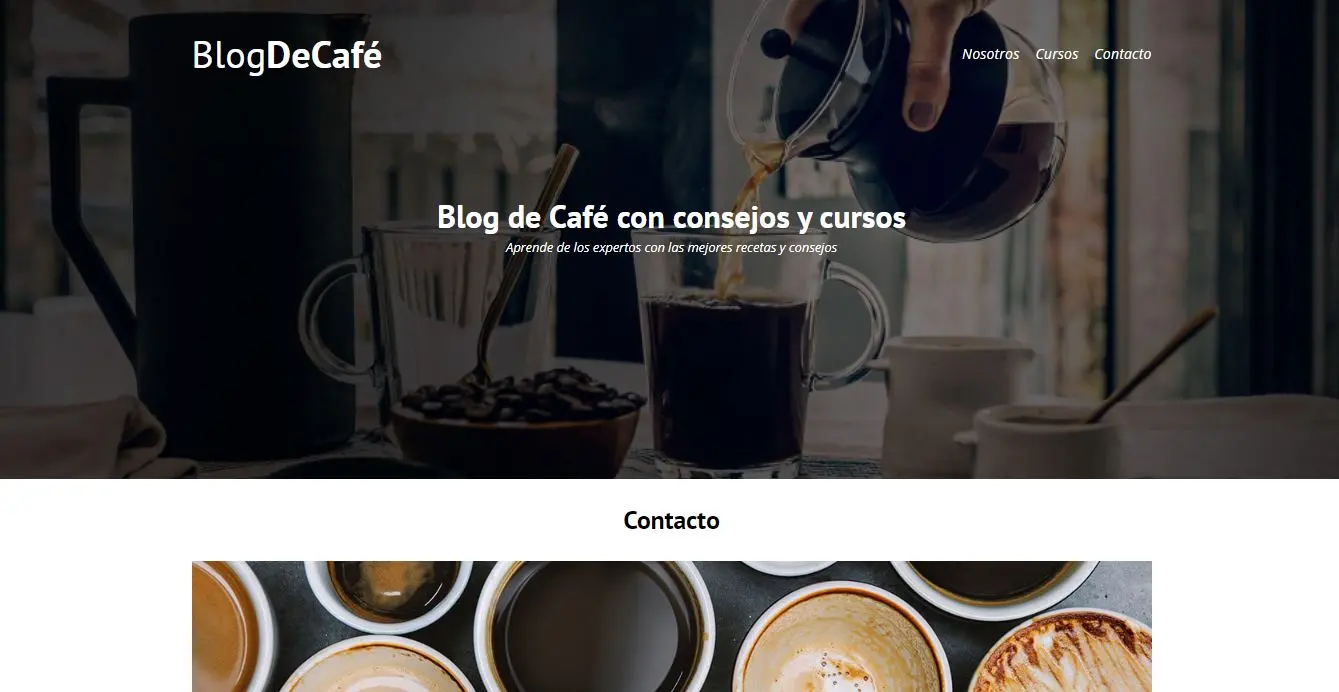 BlogDeCafé
Nosotros Cursos Contacto
Blog de Café con consejos y cursos
Aprende de los expertos con las mejores recetas y consejos
Contacto